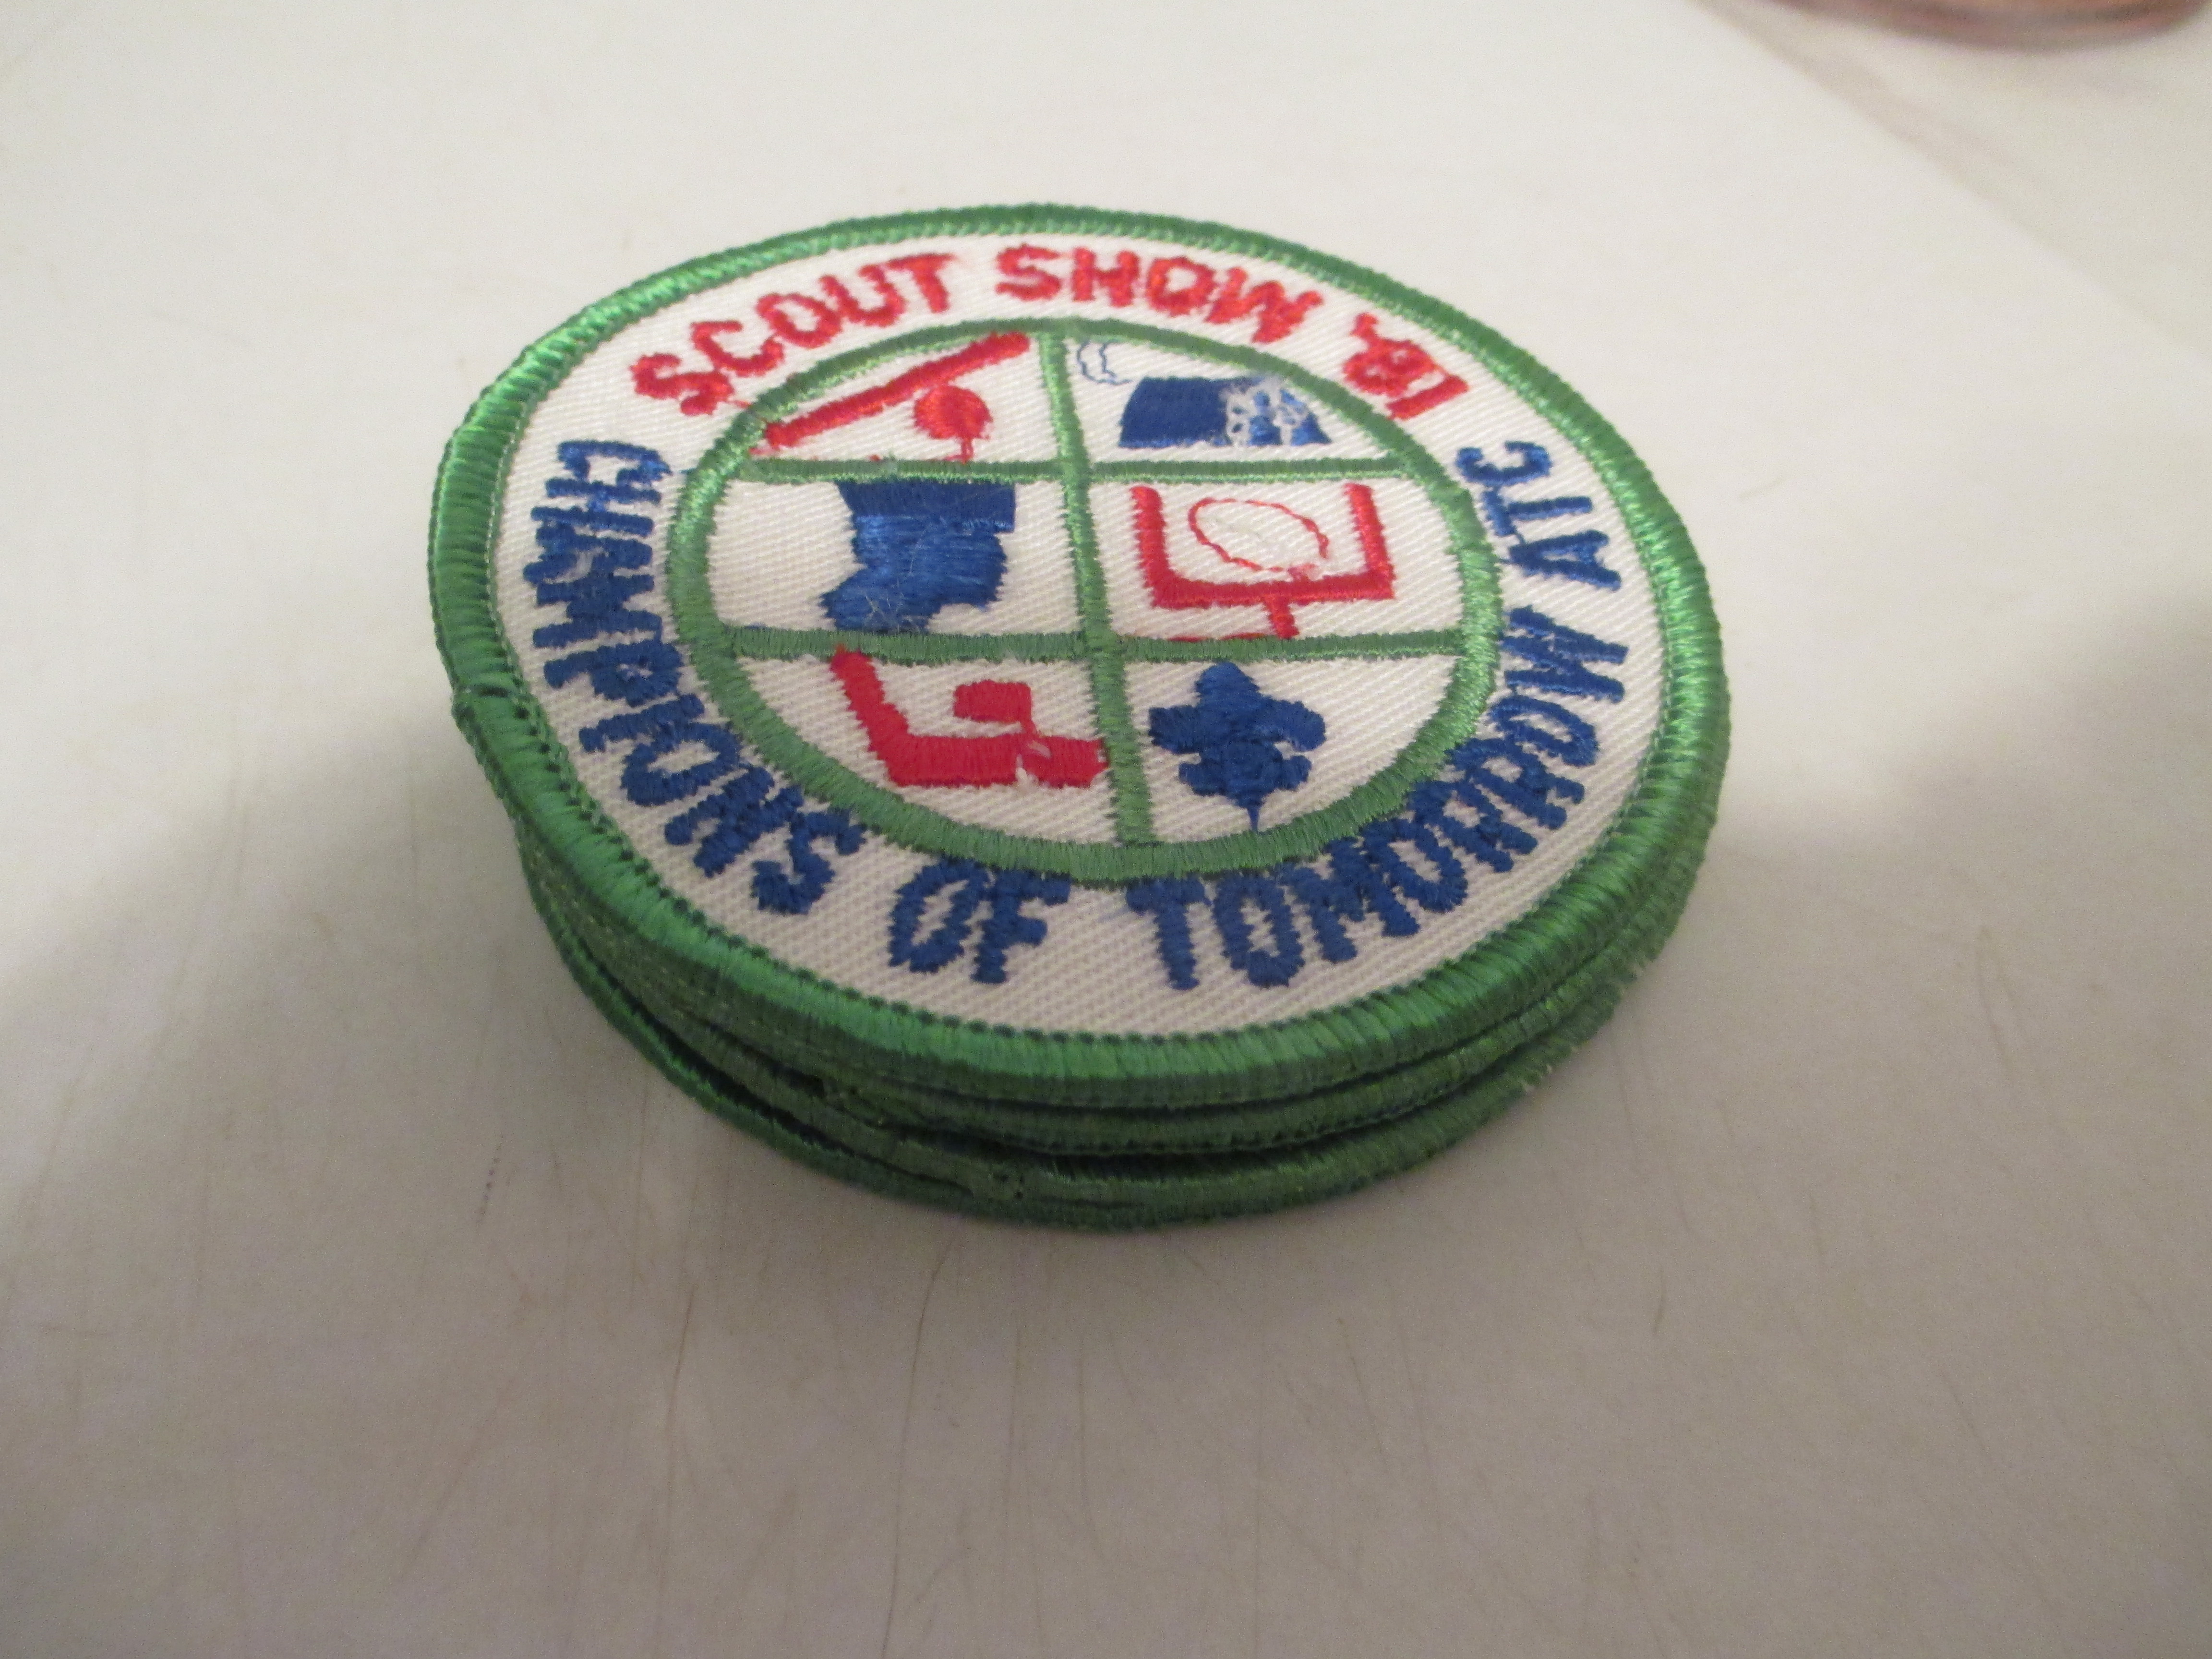 SCOUT SHOW '81
CHAMPIONS OF TOMORROW ATC